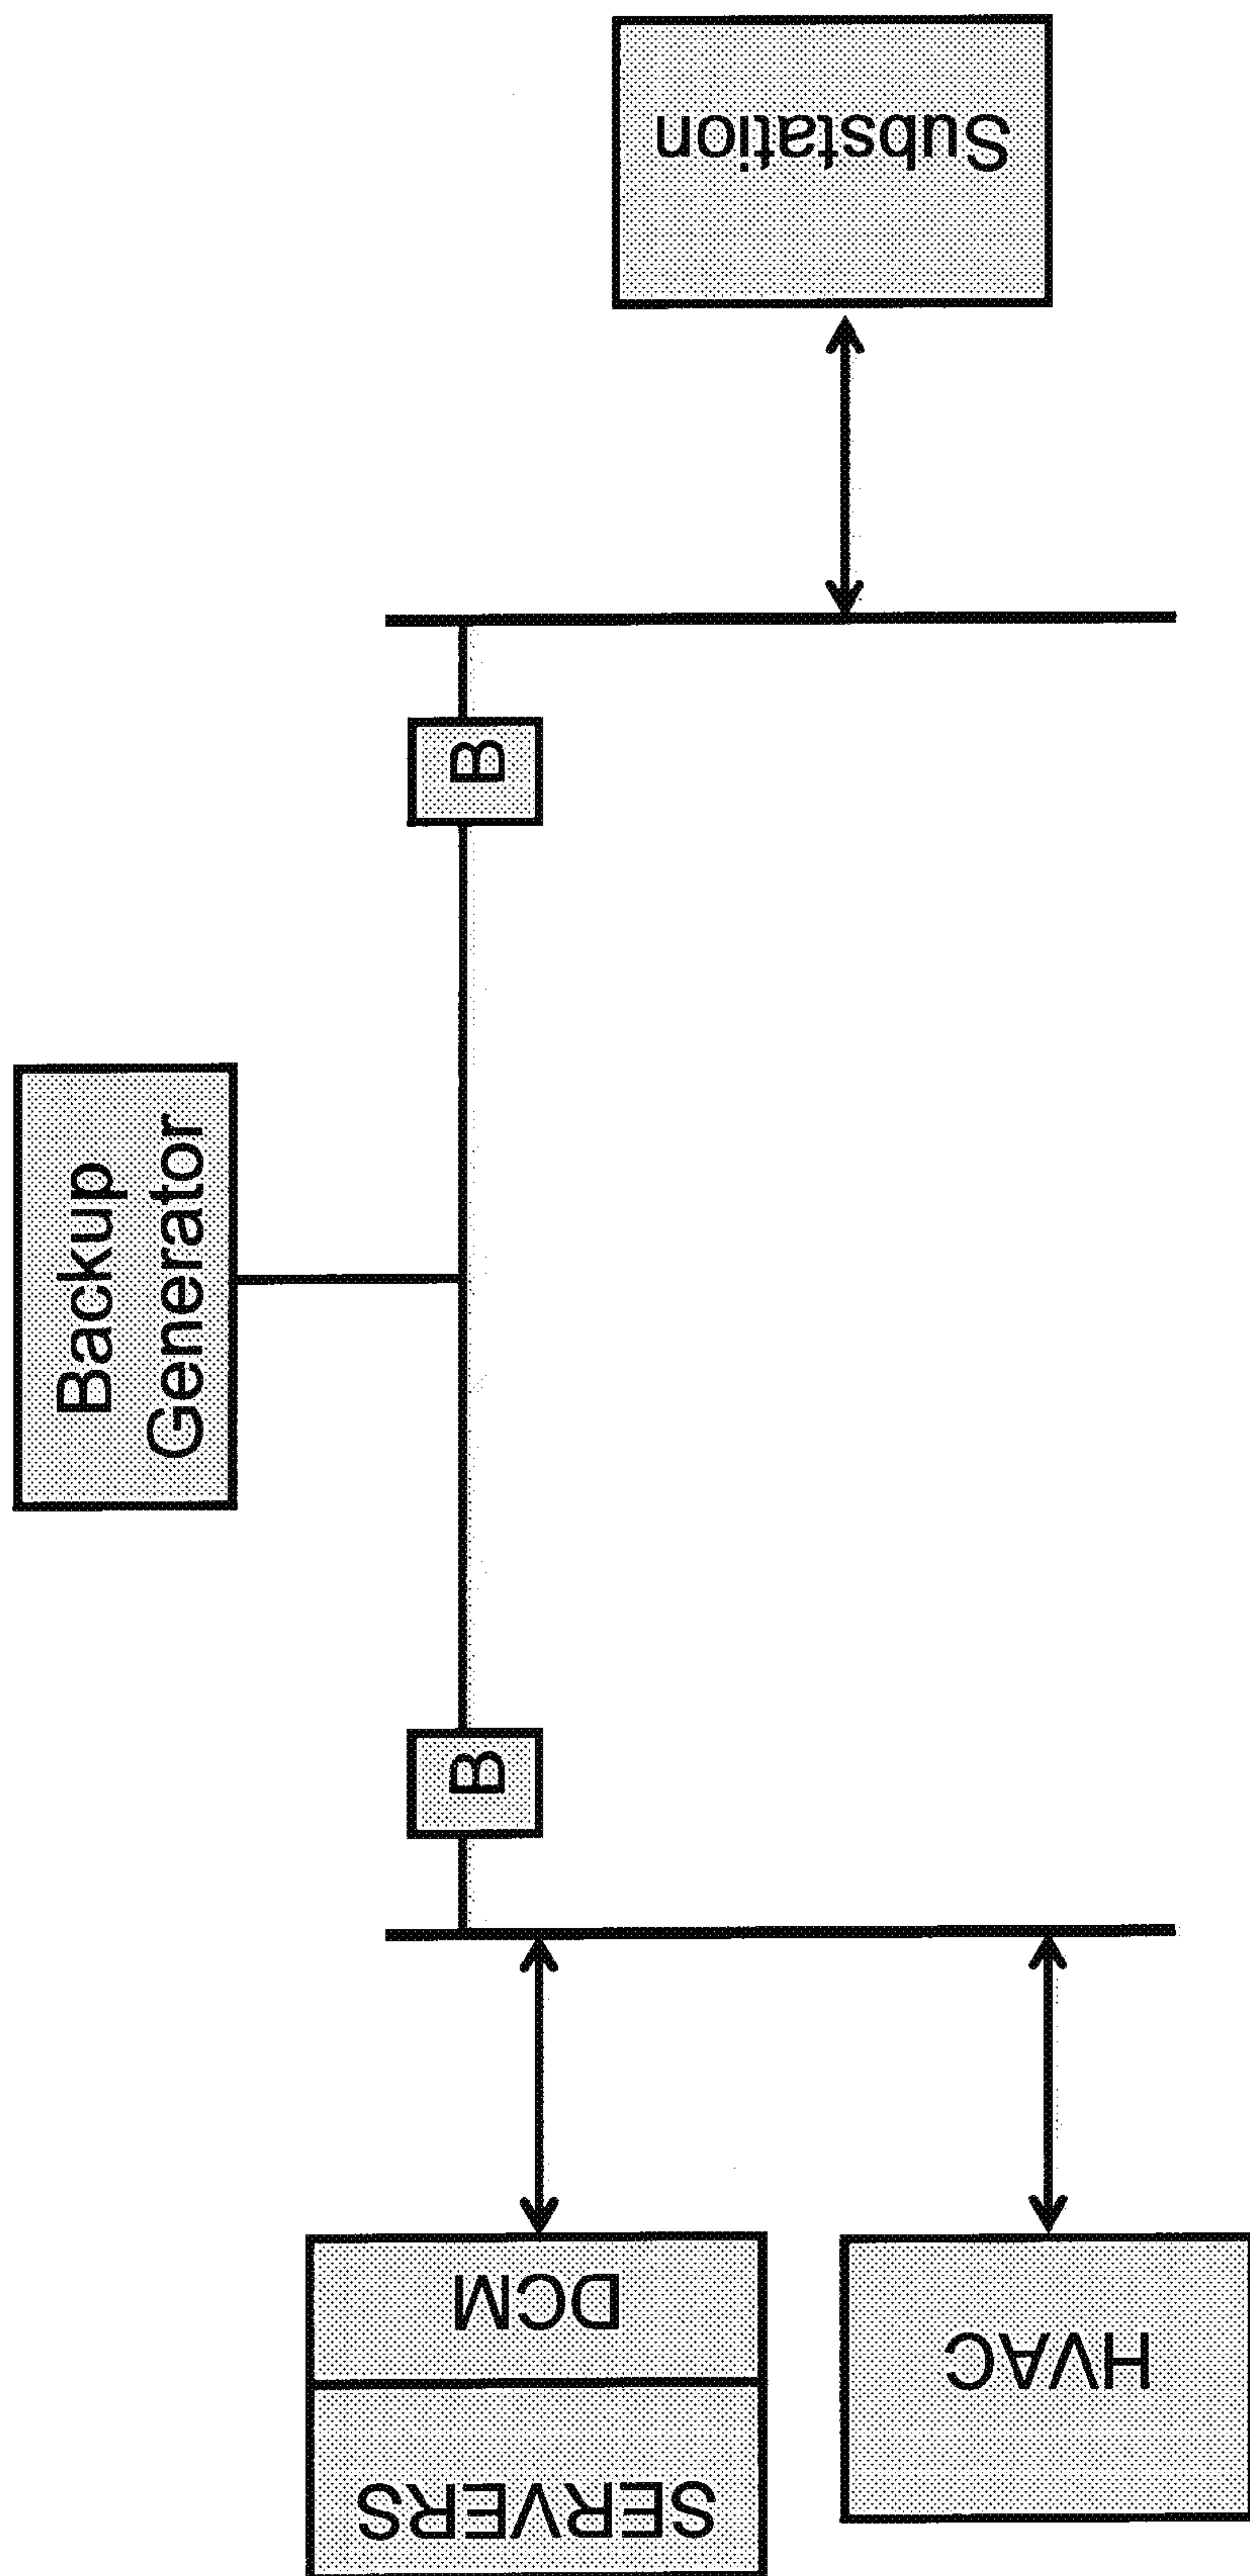 Substation
B
Backup
Generator
B
DCM
SERVERS
HVAC